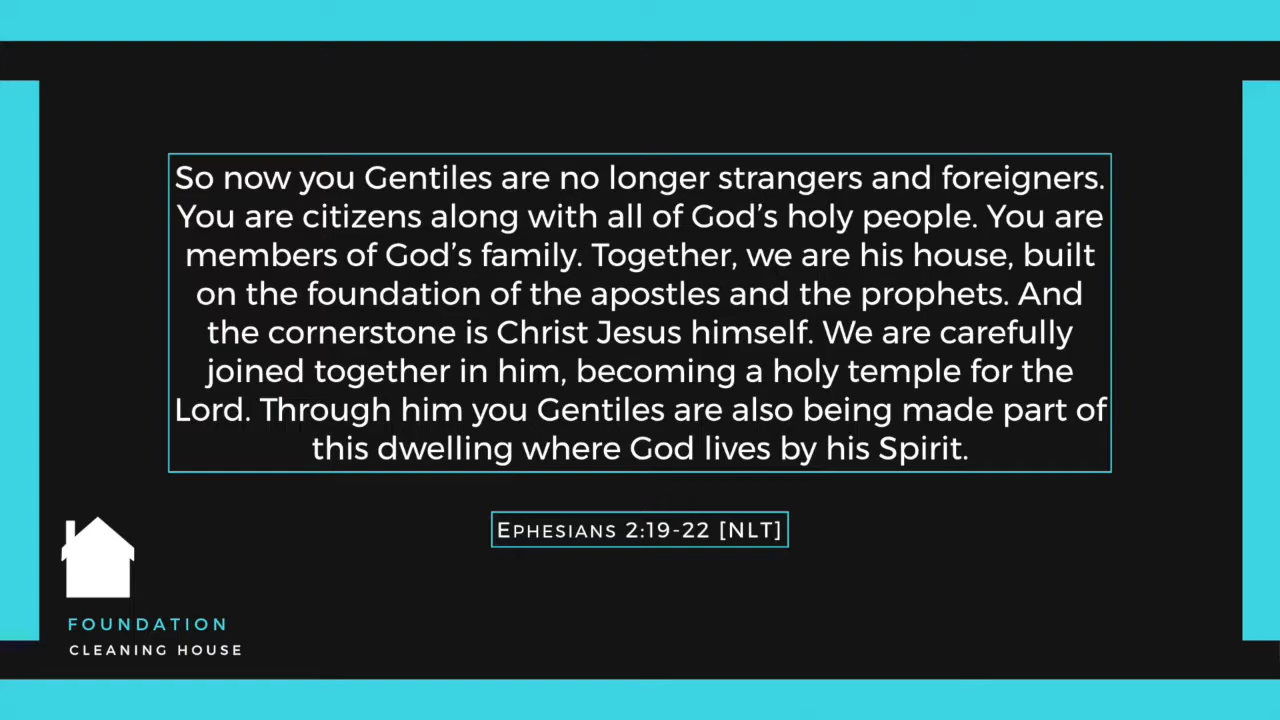 So now you Gentiles are no longer strangers and foreigners.
You are citizens along with all of God’s holy people. You are
members of God’s family. Together, we are his house, built
on the foundation of the apostles and the prophets. And
the cornerstone is Christ Jesus himself. We are carefully
joined together in him, becoming a holy temple for the
Lord. Through him you Gentiles are also being made part of
this dwelling where God lives by his Spirit.
Ephesians 2:19-22 [NLT]
FOUNDATION
CLEANING HOUSE